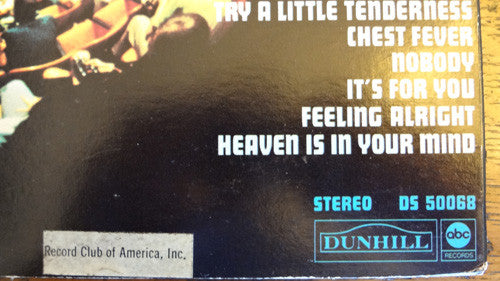 TRY A LITTLE TENDERNESS
CHEST FEVER
NOBODY
IT'S FOR YOU
FEELING ALRIGHT
HEAVEN IS IN YOUR MIND
STEREO DS 50068
DUNHILL abc
RECORDS
Record Club of America, Inc.